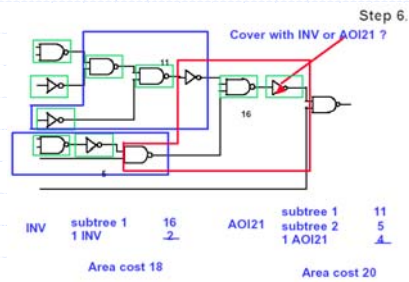 Step 6.
Cover with INV or AOI21 ?
11
16
5
INV
subtree 1 16
1 INV 2
Area cost 18
AOI21
subtree 1 11
subtree 2 5
1 AOI21 4
Area cost 20